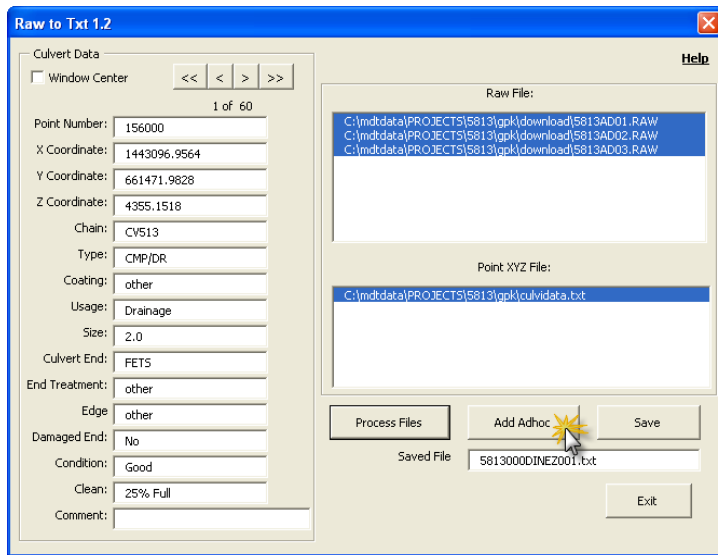 Raw to Txt 1.2
Culvert Data
Window Center
<< < > >>
1 of 60
Point Number: 156000
X Coordinate: 1443096.9564
Y Coordinate: 661471.9828
Z Coordinate: 4355.1518
Chain: CV513
Type: CMP/DR
Coating: other
Usage: Drainage
Size: 2.0
Culvert End: FETS
End Treatment: other
Edge other
Damaged End: No
Condition: Good
Clean: 25% Full
Comment:
Help
Raw File:
C:\mdtdata\PROJECTS\5813\gpk\download\5813AD01.RAW
C:\mdtdata\PROJECTS\5813\gpk\download\5813AD02.RAW
C:\mdtdata\PROJECTS\5813\gpk\download\5813AD03.RAW
Point XYZ File:
C:\mdtdata\PROJECTS\5813\gpk\culvidata.txt
Process Files Add Adhoc Save
Saved File 5813000DINEZ001.txt
Exit